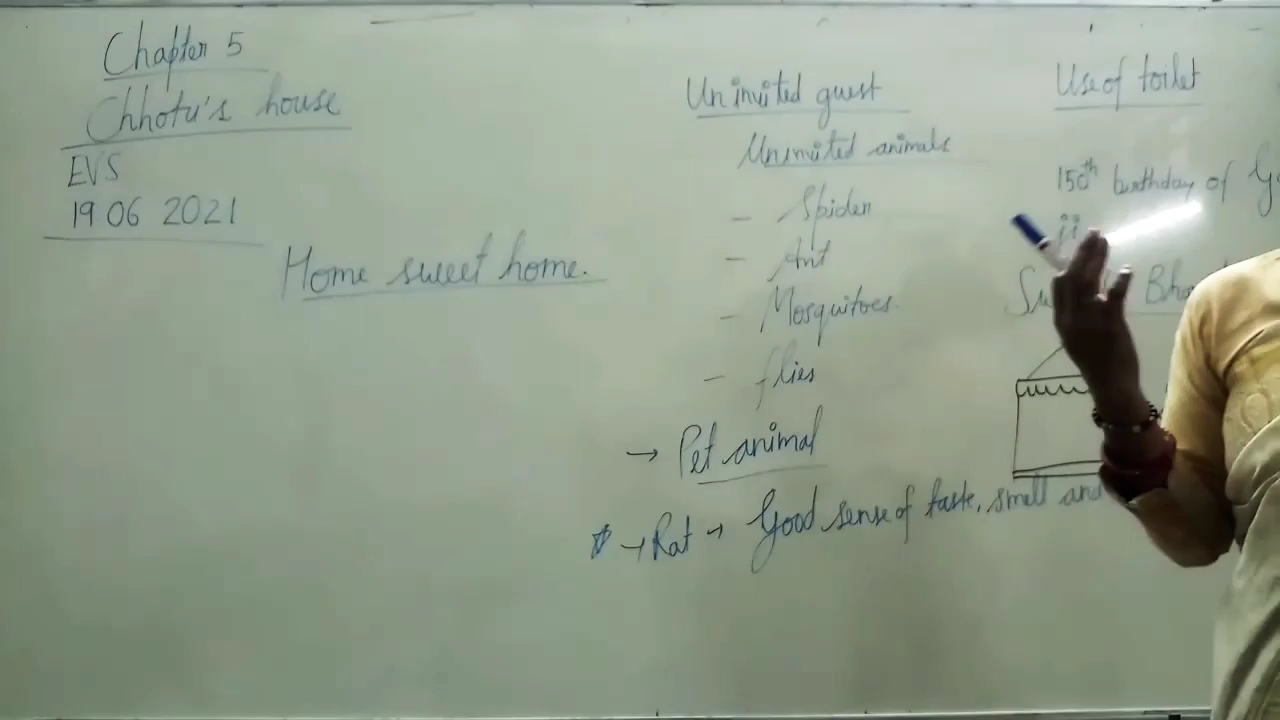 Chapter 5
Chhotu's house
EVS
19 06 2021
Home sweet home.
Uninvited guest
Uninvited animals
- Spider
- Ant
- Mosquitoes.
- flies
→ Pet animal
→ Rat → Good sense of taste, smell and
Use of toilet
150th birthday of
ji